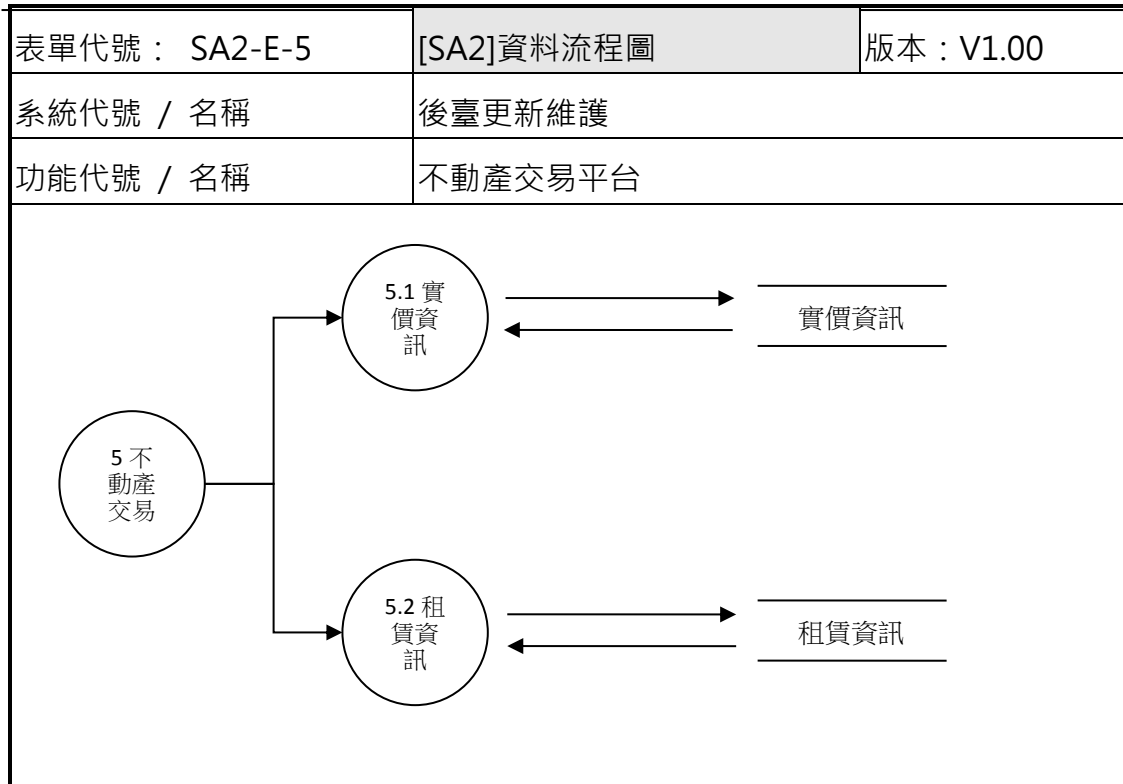 表單代號： SA2-E-5 [SA2]資料流程圖 版本：V1.00
系統代號 / 名稱 後臺更新維護
功能代號 / 名稱 不動產交易平台
5.1 實
價資
訊
實價資訊
5 不
動產
交易
5.2 租
賃資
訊
租賃資訊